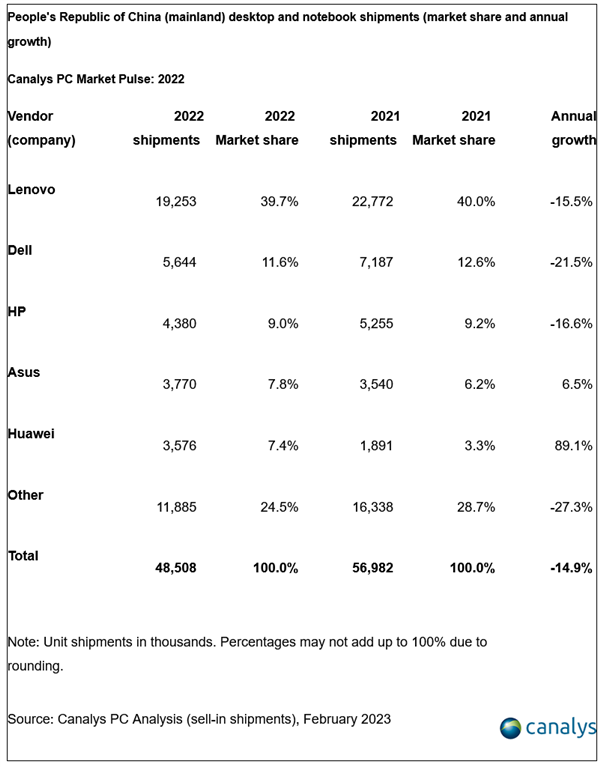 People's Republic of China (mainland) desktop and notebook shipments (market share and annual
growth)
Canalys PC Market Pulse: 2022
Vendor 2022 2022 2021 2021 Annual
(company) shipments Market share shipments Market share growth
Lenovo
19,253 39.7% 22,772 40.0% -15.5%
Dell
5,644 11.6% 7,187 12.6% -21.5%
HP
4,380 9.0% 5,255 9.2% -16.6%
Asus
3,770 7.8% 3,540 6.2% 6.5%
Huawei
3,576 7.4% 1,891 3.3% 89.1%
Other
11,885 24.5% 16,338 28.7% -27.3%
Total
48,508 100.0% 56,982 100.0% -14.9%
Note: Unit shipments in thousands. Percentages may not add up to 100% due to
rounding.
Source: Canalys PC Analysis (sell-in shipments), February 2023
canalys